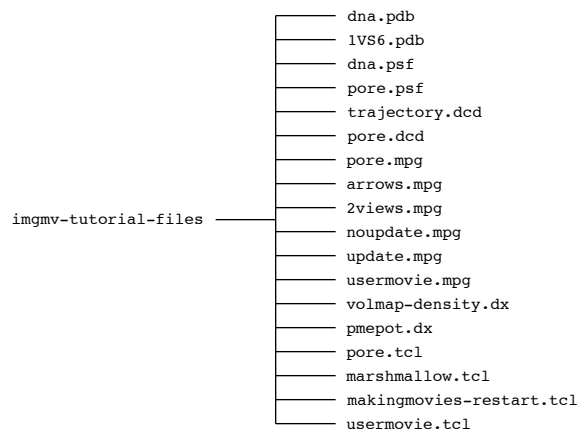 dna.pdb
1VS6.pdb
dna.psf
pore.psf
trajectory.dcd
pore.dcd
pore.mpg
arrows.mpg
2views.mpg
imgmv-tutorial-files
noupdate.mpg
update.mpg
usermovie.mpg
volmap-density.dx
pmepot.dx
pore.tcl
marshmallow.tcl
makingmovies-restart.tcl
usermovie.tcl